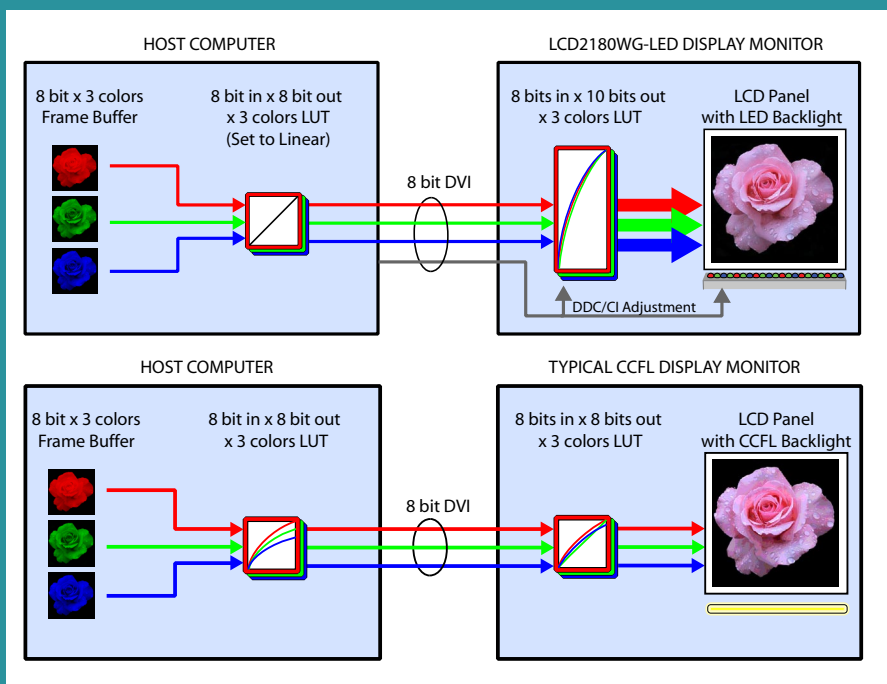 HOST COMPUTER
LCD2180WG-LED DISPLAY MONITOR
8 bit x 3 colors
Frame Buffer
8 bit in x 8 bit out
x 3 colors LUT
(Set to Linear)
8 bit DVI
8 bits in x 10 bits out
x 3 colors LUT
LCD Panel
with LED Backlight
DDC/CI Adjustment
HOST COMPUTER
TYPICAL CCFL DISPLAY MONITOR
8 bit x 3 colors
Frame Buffer
8 bit in x 8 bit out
x 3 colors LUT
8 bit DVI
8 bits in x 8 bits out
x 3 colors LUT
LCD Panel
with CCFL Backlight